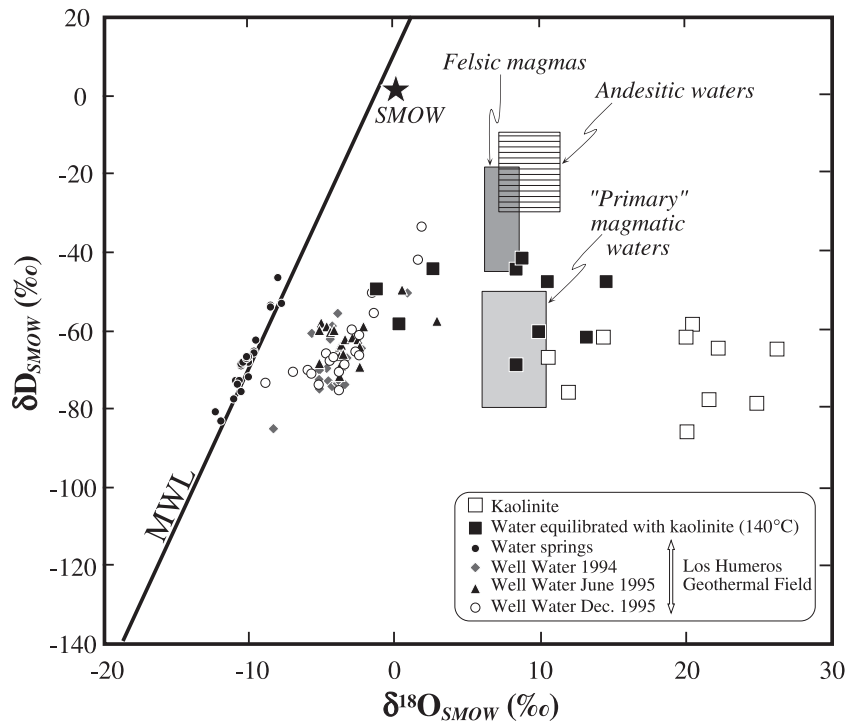 20
0
-20
-40
-60
-80
-100
-120
-140
δD_SMOW (‰)
Felsic magmas
Andesitic waters
SMOW
"Primary"
magmatic
waters
MWL
Kaolinite
Water equilibrated with kaolinite (140°C)
Water springs
Well Water 1994
Well Water June 1995
Well Water Dec. 1995
Los Humeros
Geothermal Field
-20
-10
0
10
20
30
δ¹⁸O_SMOW (‰)